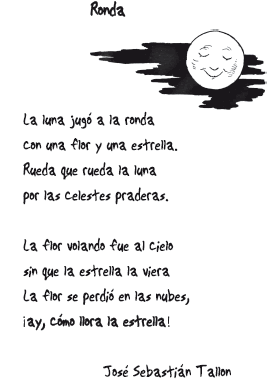 Ronda
La luna jugó a la ronda
con una flor y una estrella.
Rueda que rueda la luna
por las celestes praderas.
La flor volando fue al cielo
sin que la estrella la viera
La flor se perdió en las nubes,
¡ay, cómo llora la estrella!
José Sebastián Tallon